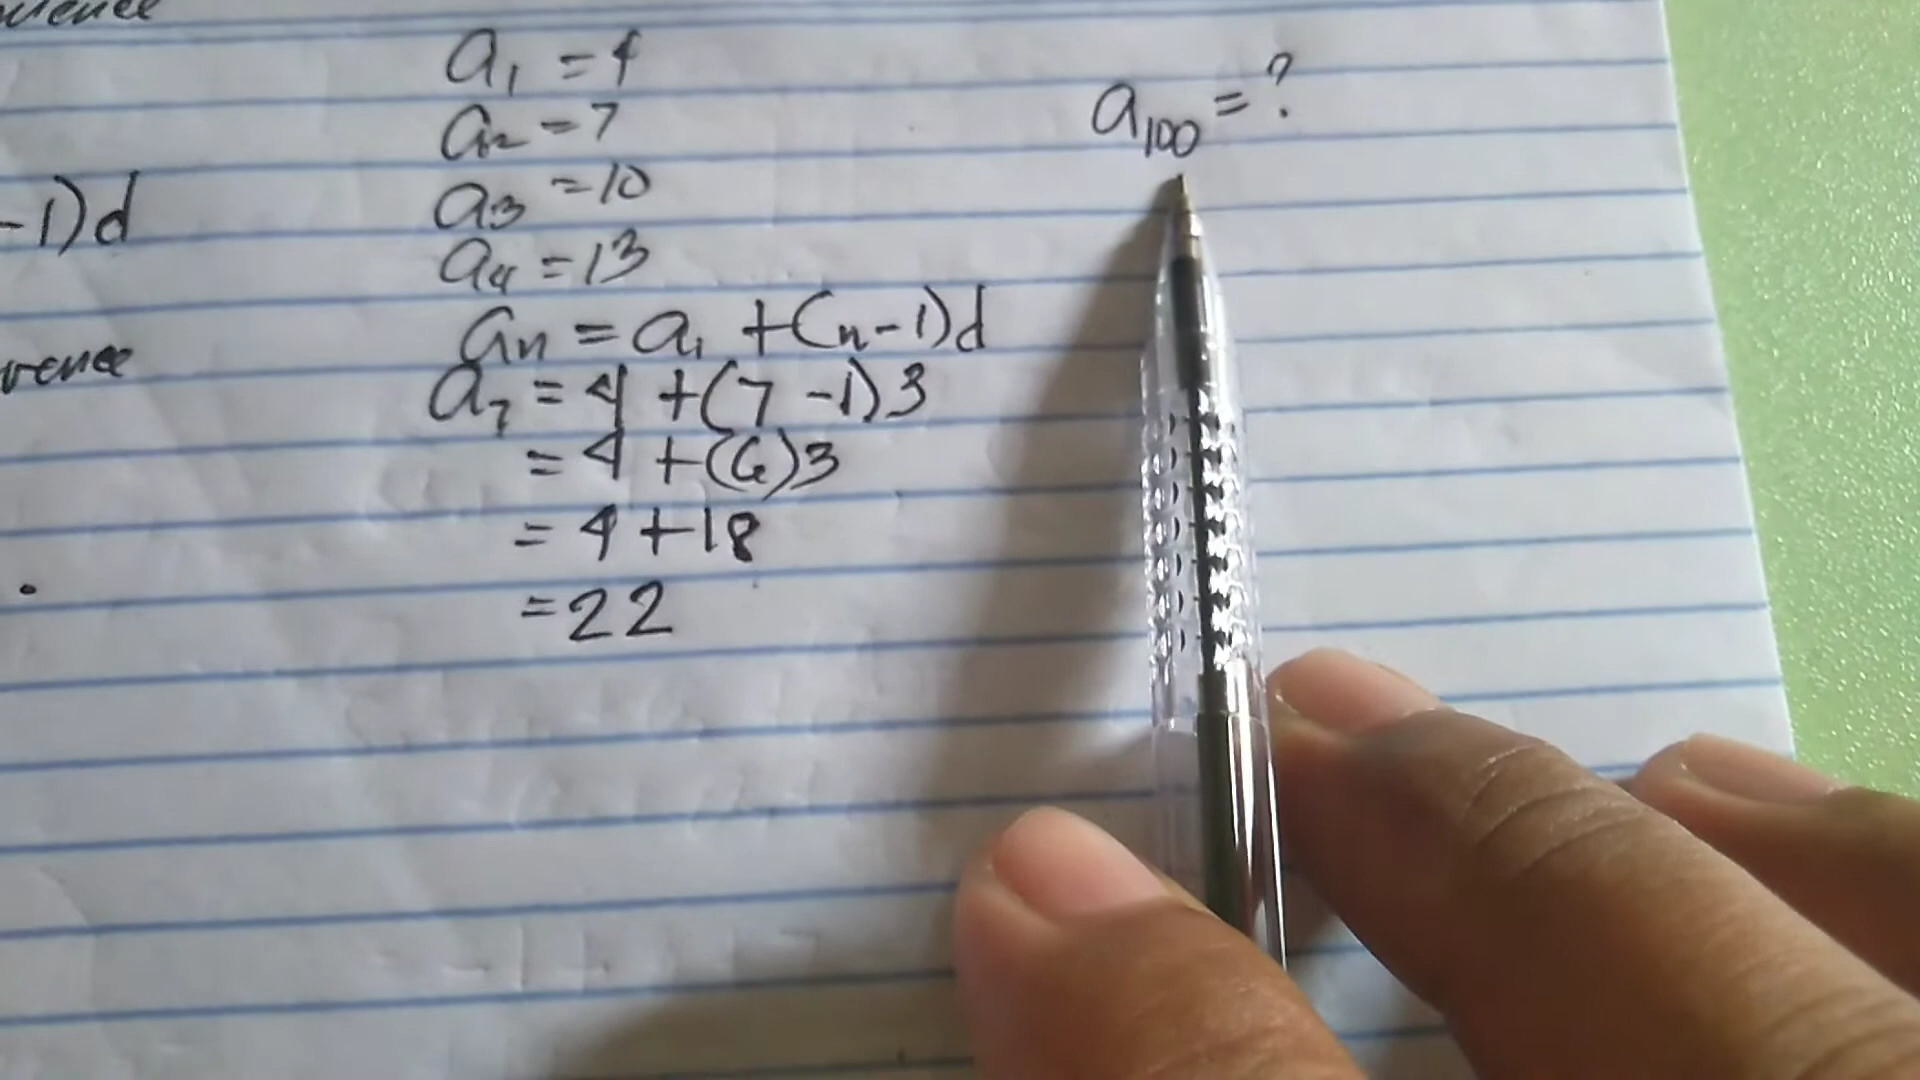 a₁ = 4
a₂ = 7
a₃ = 10
a₄ = 13
aₙ = a₁ + (n-1)d
a₇ = 4 + (7-1)3
= 4 + (6)3
= 4 + 18
= 22
-1)d
a₁₀₀ = ?